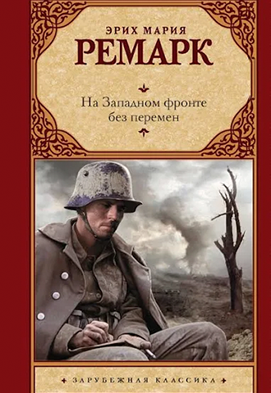 ЭРИХ МАРИЯ
РЕМАРК
На Западном фронте
без перемен
ЗАРУБЕЖНАЯ КЛАССИКА